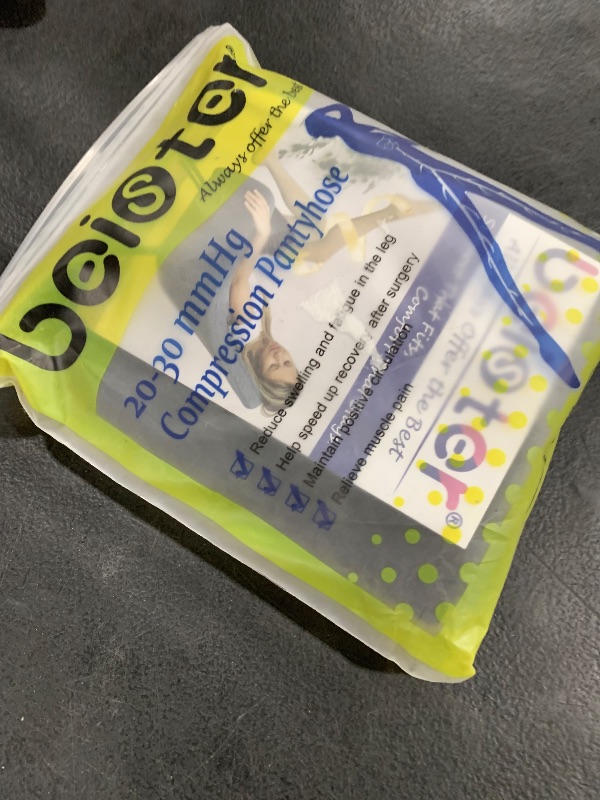 beister
Always offer the best
20-30 mmHg
Compression Pantyhose
Reduce swelling and fatigue in the leg
Help speed up recovery after surgery
Maintain positive circulation
Relieve muscle pain
beister®
offer the Best